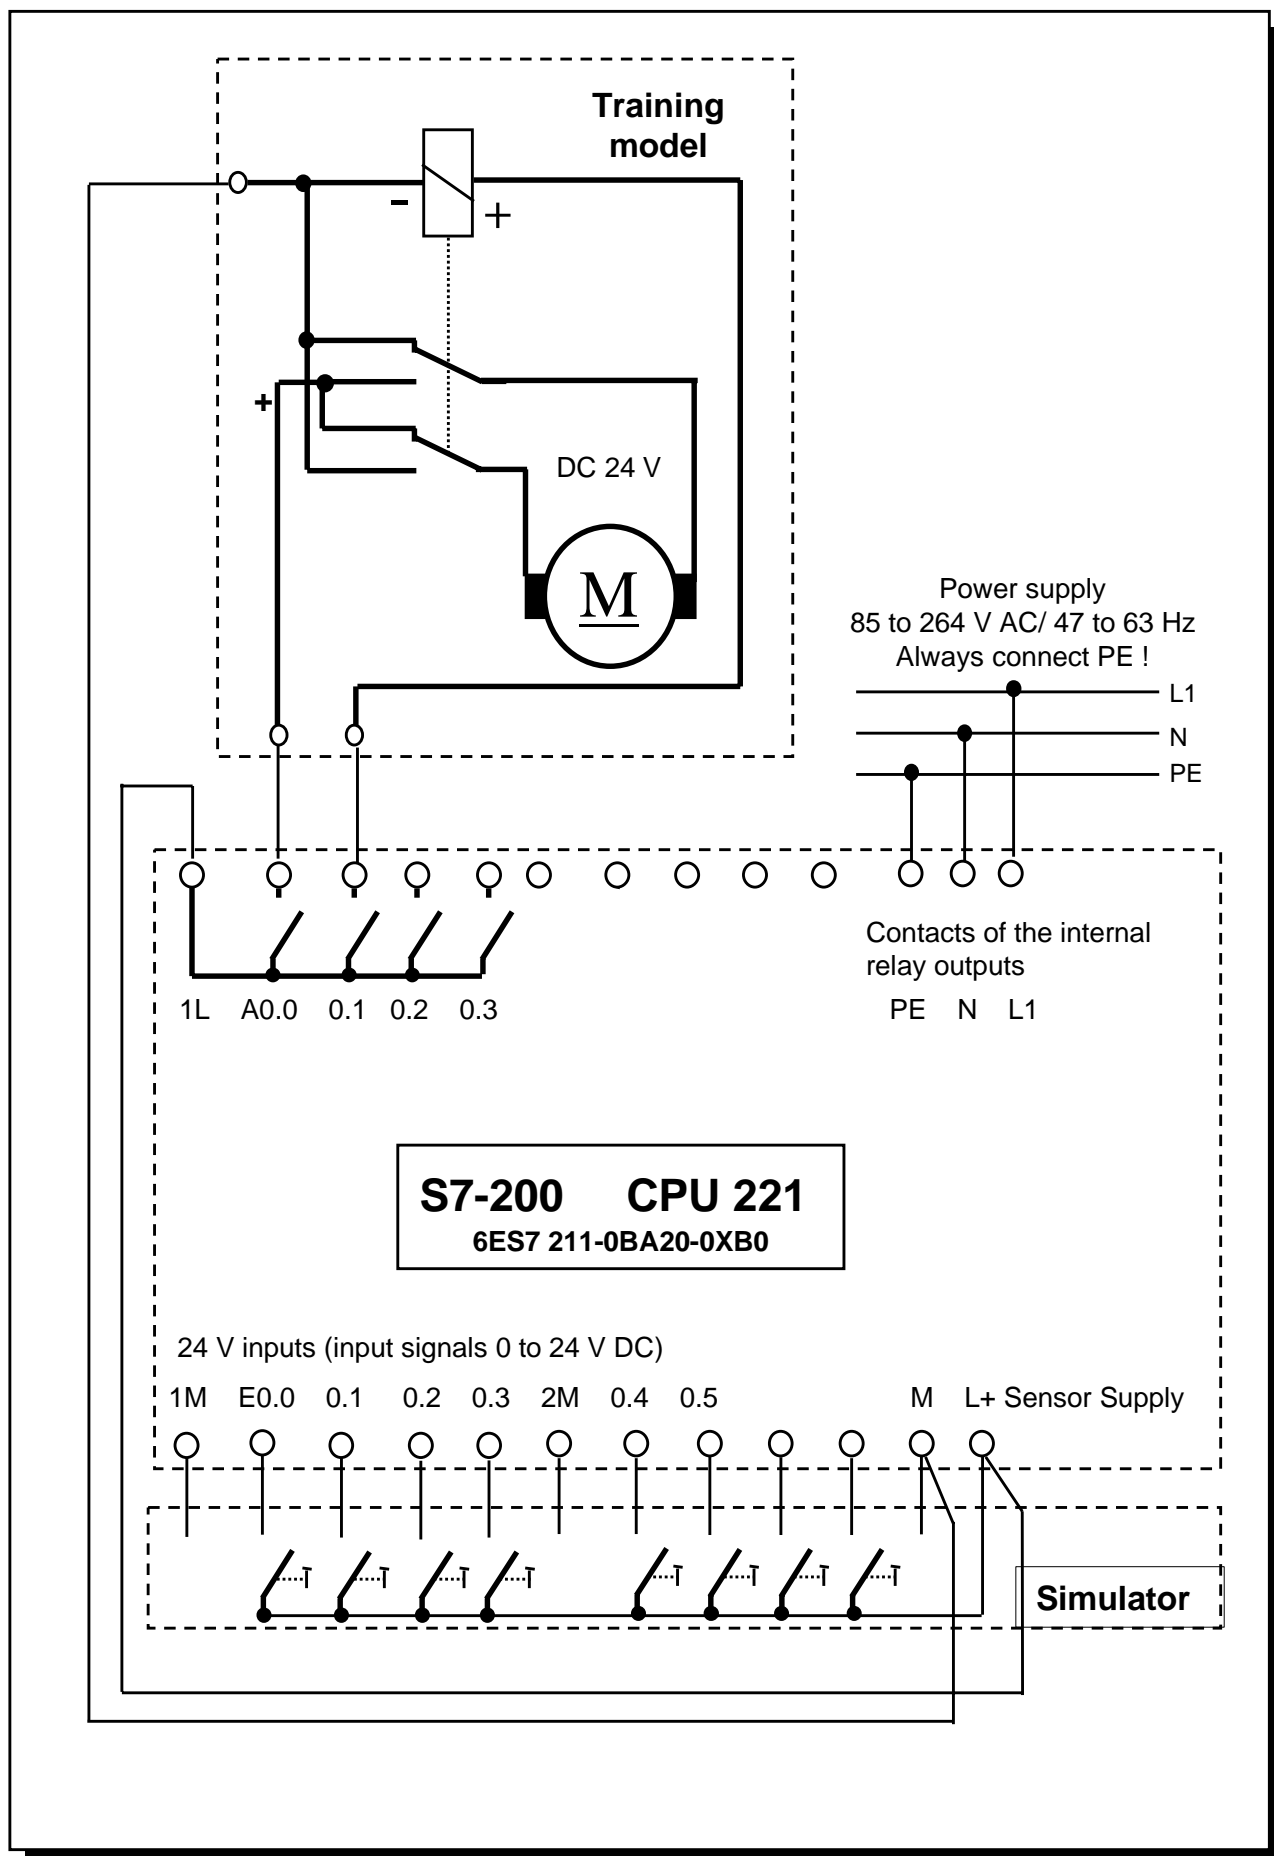 Training
model
-
+
+
DC 24 V
M
Power supply
85 to 264 V AC/ 47 to 63 Hz
Always connect PE !
L1
N
PE
Contacts of the internal
relay outputs
1L A0.0 0.1 0.2 0.3 PE N L1
S7-200 CPU 221
6ES7 211-0BA20-0XB0
24 V inputs (input signals 0 to 24 V DC)
1M E0.0 0.1 0.2 0.3 2M 0.4 0.5 M L+ Sensor Supply
Simulator